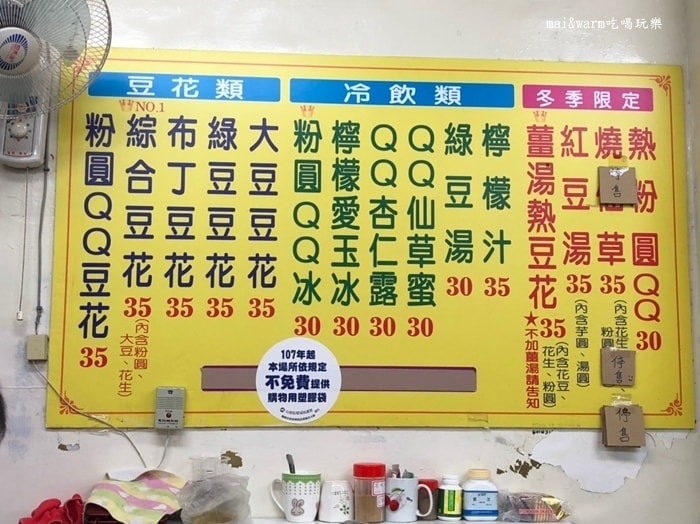 mai&warm吃喝玩樂
豆花類
NO.1
粉圓QQ豆花 35
綜合豆花 35
(內含粉圓、
大豆、花生)
布丁豆花 35
綠豆豆花 35
大豆豆花 35
冷飲類
粉圓QQ冰 30
檸檬愛玉冰 30
QQ杏仁露 30
QQ仙草蜜 30
綠豆湯 30
檸檬汁 35
冬季限定
薑湯熱豆花 35
★不加薑湯請告知
(內含花豆、
花生、粉圓)
紅豆湯 35
(內含芋圓、湯圓)
燒仙草 35
(內含花生
粉圓
熱粉圓QQ 30
停售
停售
停售
107年起
本場所依規定
不免費提供
購物用塑膠袋